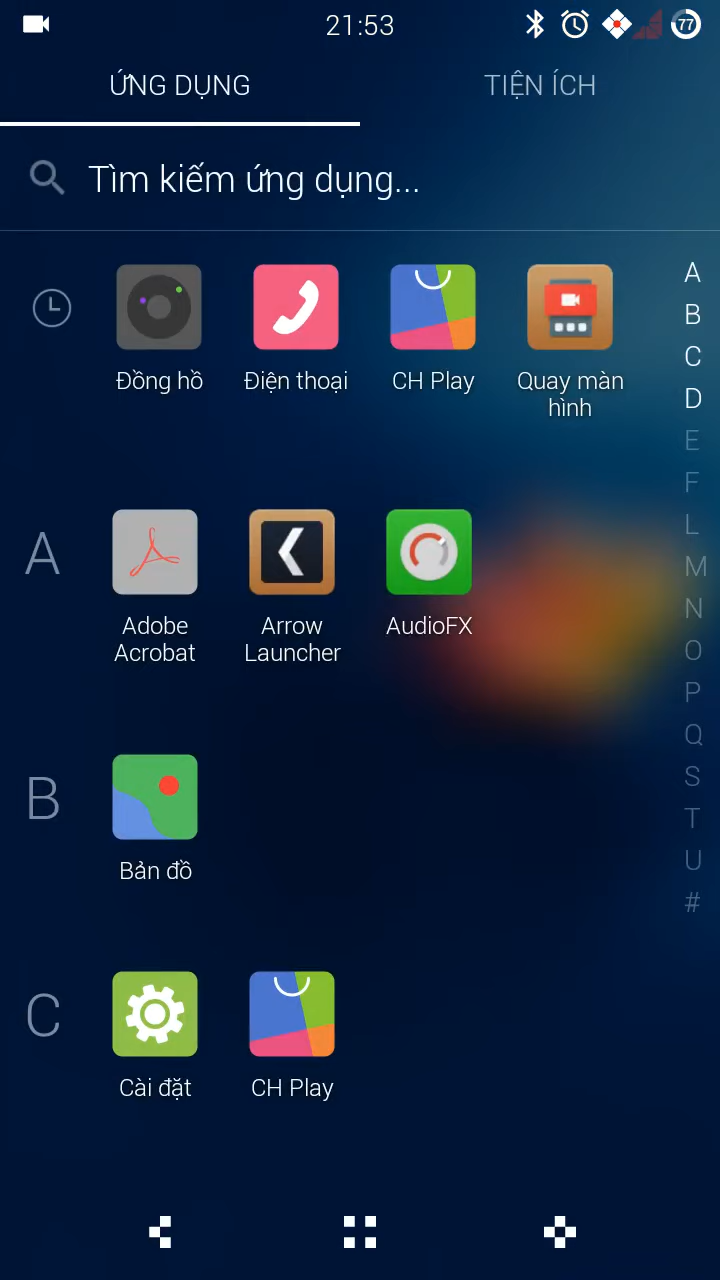 21:53
77
ỨNG DỤNG
TIỆN ÍCH
Tìm kiếm ứng dụng...
Đồng hồ
Điện thoại
CH Play
Quay màn
hình
A
Adobe
Acrobat
Arrow
Launcher
AudioFX
B
Bản đồ
C
Cài đặt
CH Play
A
B
C
D
E
F
L
M
N
O
P
Q
S
T
U
#